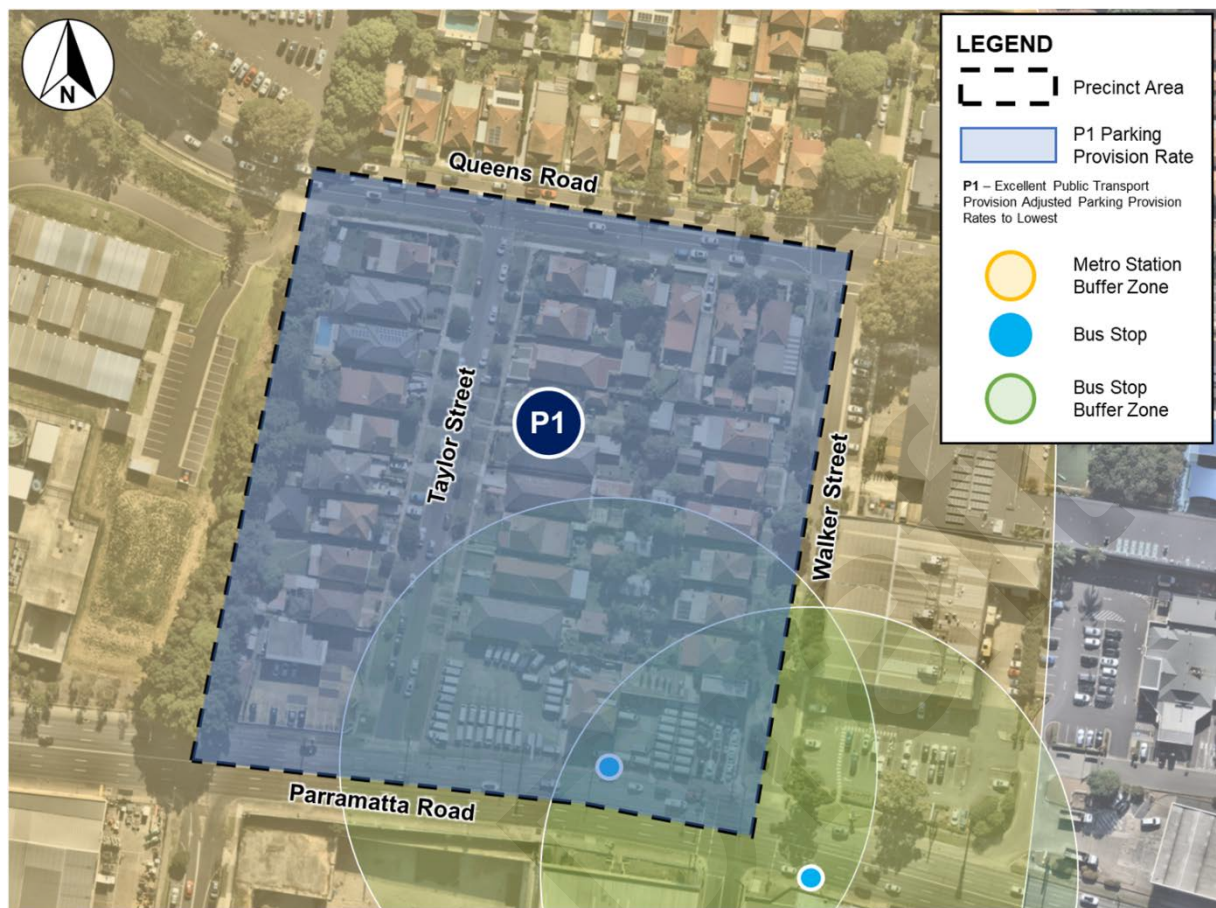 N
LEGEND
Precinct Area
P1 Parking
Provision Rate
P1 – Excellent Public Transport
Provision Adjusted Parking Provision
Rates to Lowest
Metro Station
Buffer Zone
Bus Stop
Bus Stop
Buffer Zone
Queens Road
P1
Taylor Street
Walker Street
Parramatta Road